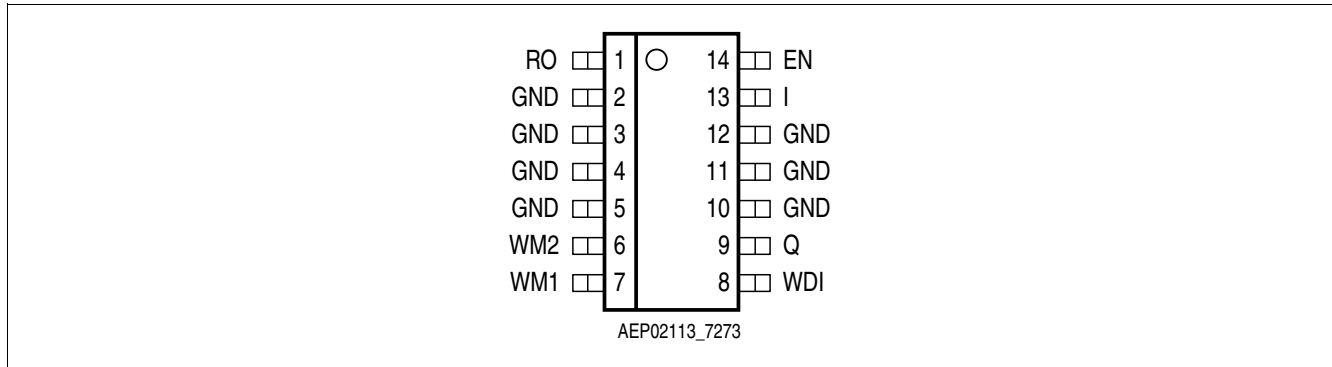 RO 1 14 EN
GND 2 13 I
GND 3 12 GND
GND 4 11 GND
GND 5 10 GND
WM2 6 9 Q
WM1 7 8 WDI
AEP02113_7273